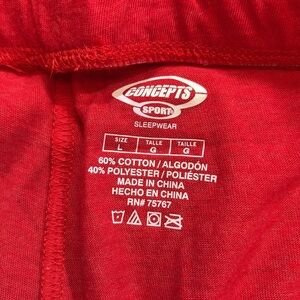 CONCEPTS
SPORT
SLEEPWEAR
SIZE TALLE TAILLE
L G G
60% COTTON / ALGODÓN
40% POLYESTER / POLIÉSTER
MADE IN CHINA
HECHO EN CHINA
RN# 75767